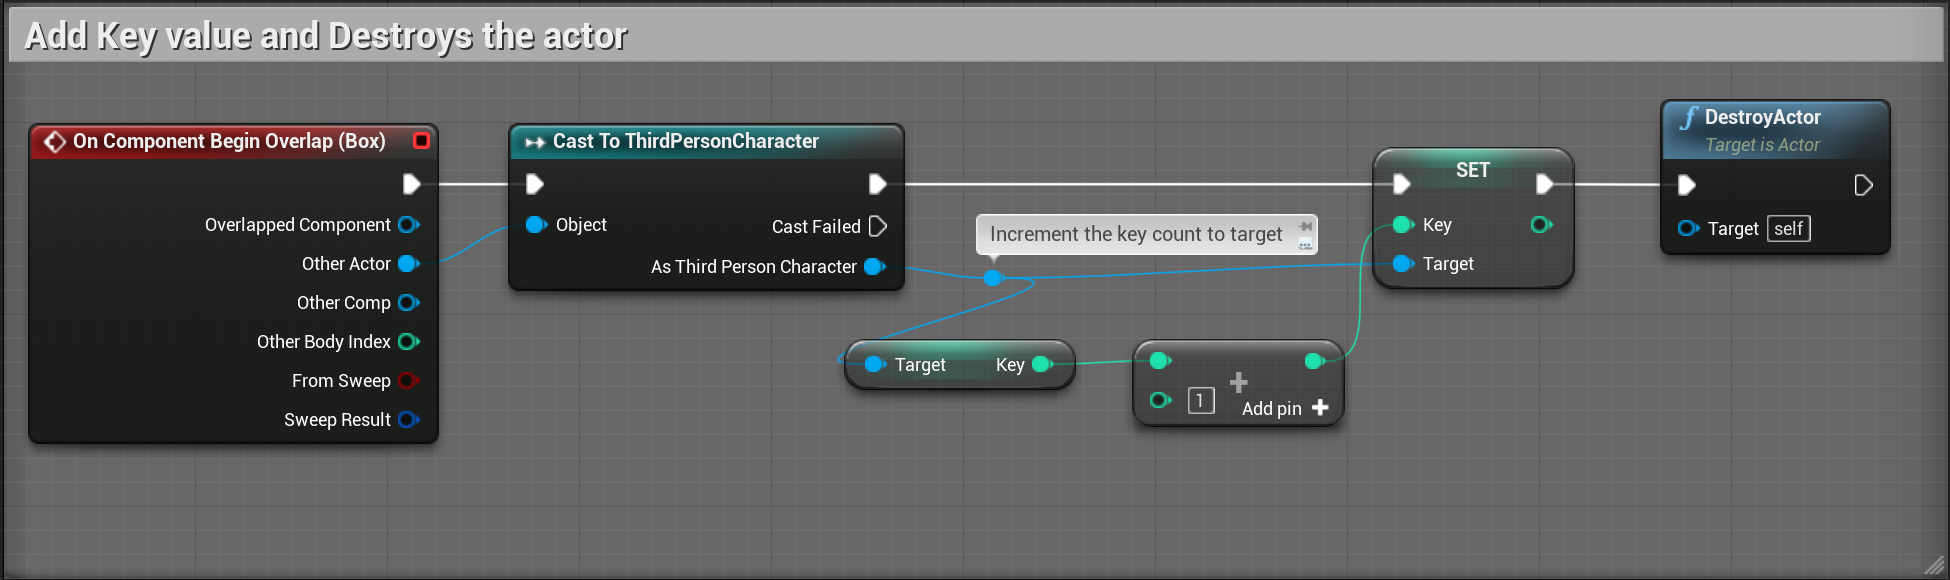 Add Key value and Destroys the actor
On Component Begin Overlap (Box)
Overlapped Component
Other Actor
Other Comp
Other Body Index
From Sweep
Sweep Result
Cast To ThirdPersonCharacter
Object
Cast Failed
As Third Person Character
Increment the key count to target
Target Key
1
Add pin
SET
Key
Target
f DestroyActor
Target is Actor
Target self